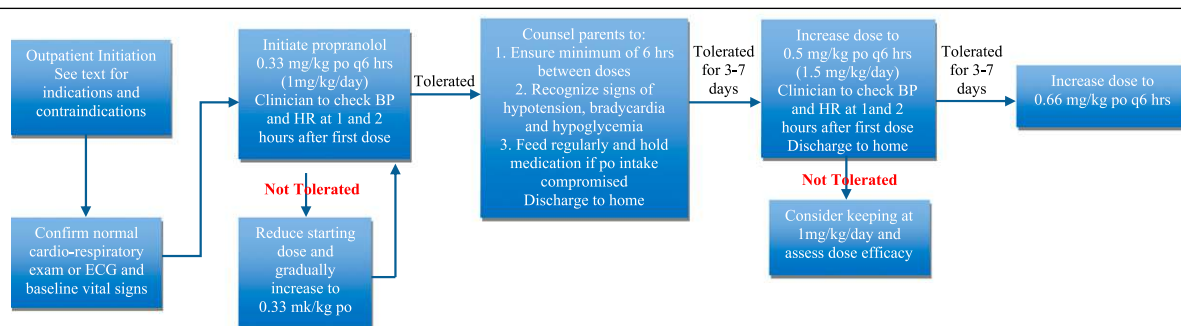 Outpatient Initiation
See text for
indications and
contraindications
Confirm normal
cardio-respiratory
exam or ECG and
baseline vital signs
Initiate propranolol
0.33 mg/kg po q6 hrs
(1mg/kg/day)
Clinician to check BP
and HR at 1 and 2
hours after first dose
Not Tolerated
Reduce starting
dose and
gradually
increase to
0.33 mk/kg po
Tolerated
Counsel parents to:
1. Ensure minimum of 6 hrs
between doses
2. Recognize signs of
hypotension, bradycardia
and hypoglycemia
3. Feed regularly and hold
medication if po intake
compromised
Discharge to home
Tolerated
for 3-7
days
Increase dose to
0.5 mg/kg po q6 hrs
(1.5 mg/kg/day)
Clinician to check BP
and HR at 1and 2
hours after first dose
Discharge to home
Not Tolerated
Consider keeping at
1mg/kg/day and
assess dose efficacy
Tolerated
for 3-7
days
Increase dose to
0.66 mg/kg po q6 hrs